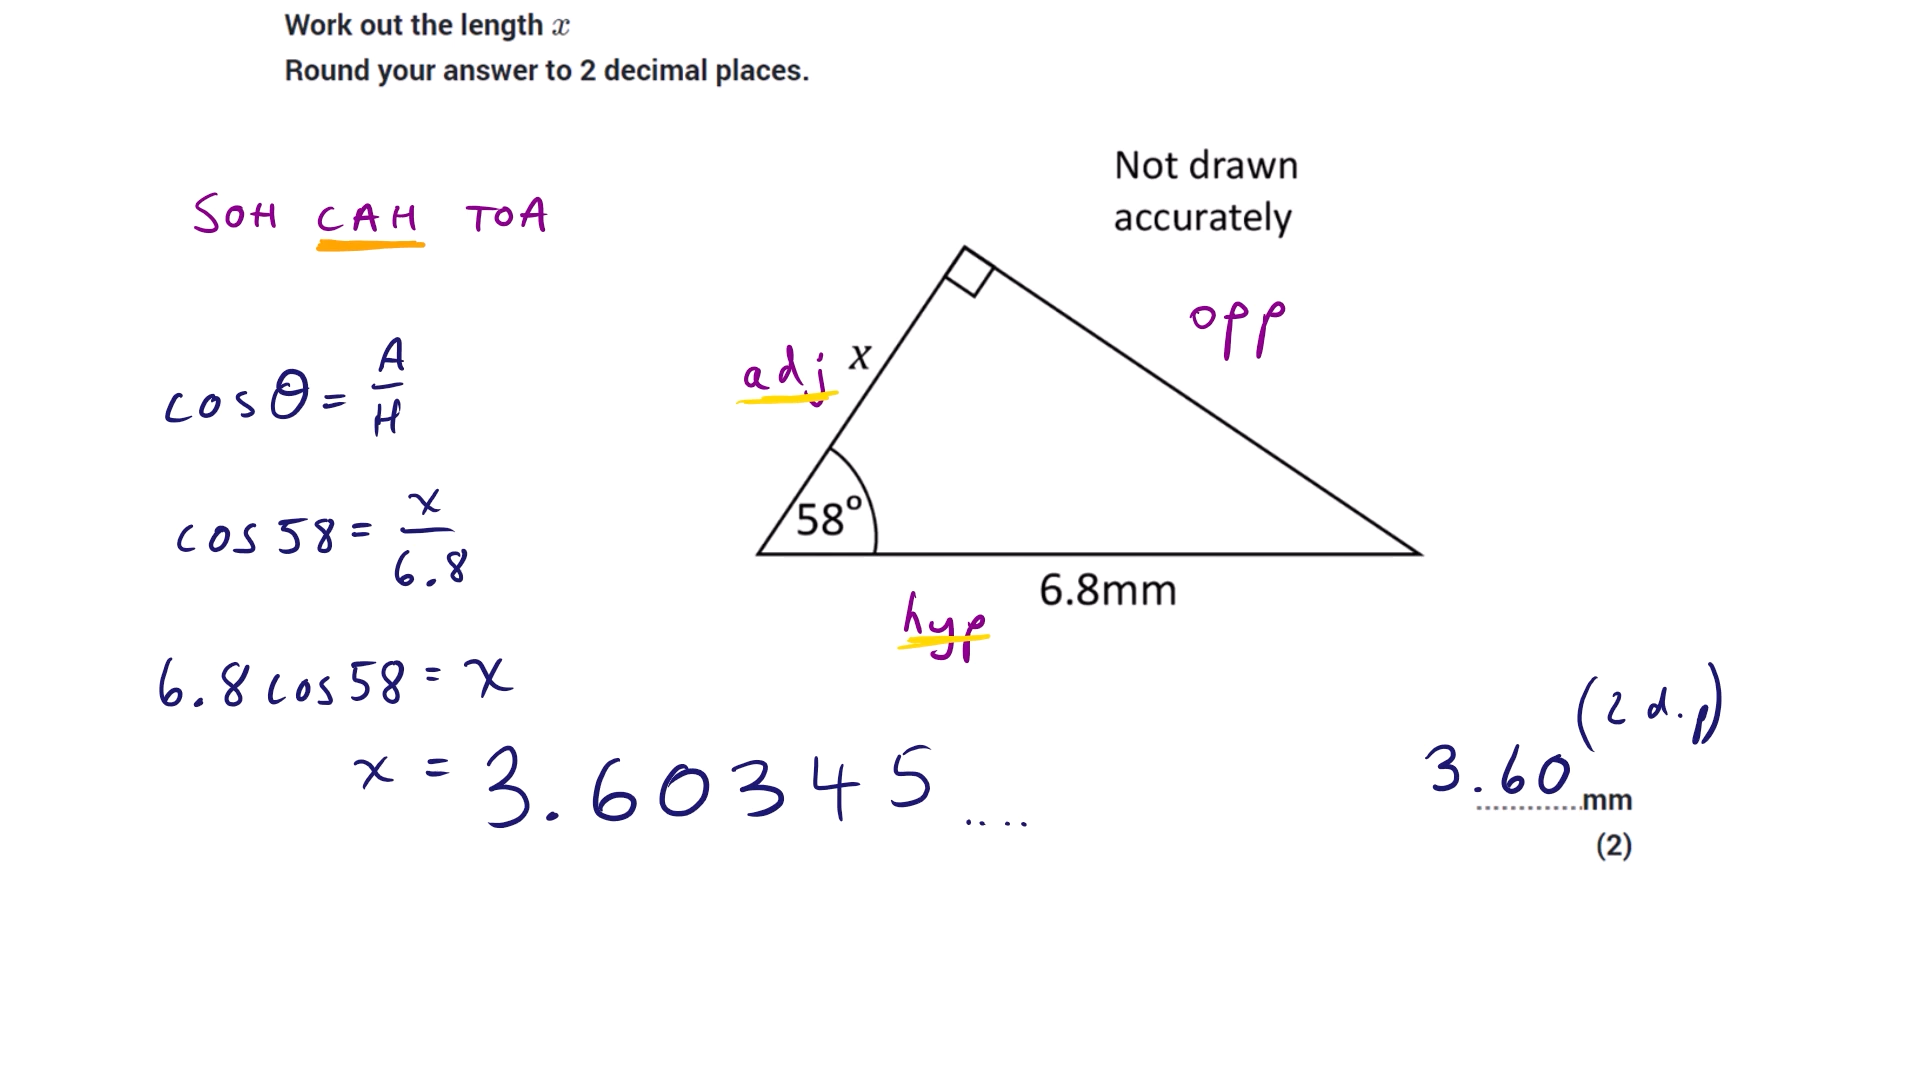 Work out the length x
Round your answer to 2 decimal places.
Not drawn
accurately
SOH CAH TOA
opp
adj x
cos θ = A/H
58°
cos 58 = x/6.8
6.8mm
hyp
6.8 cos 58 = x
(2 d.p)
x = 3.60345....
3.60 ............mm
(2)